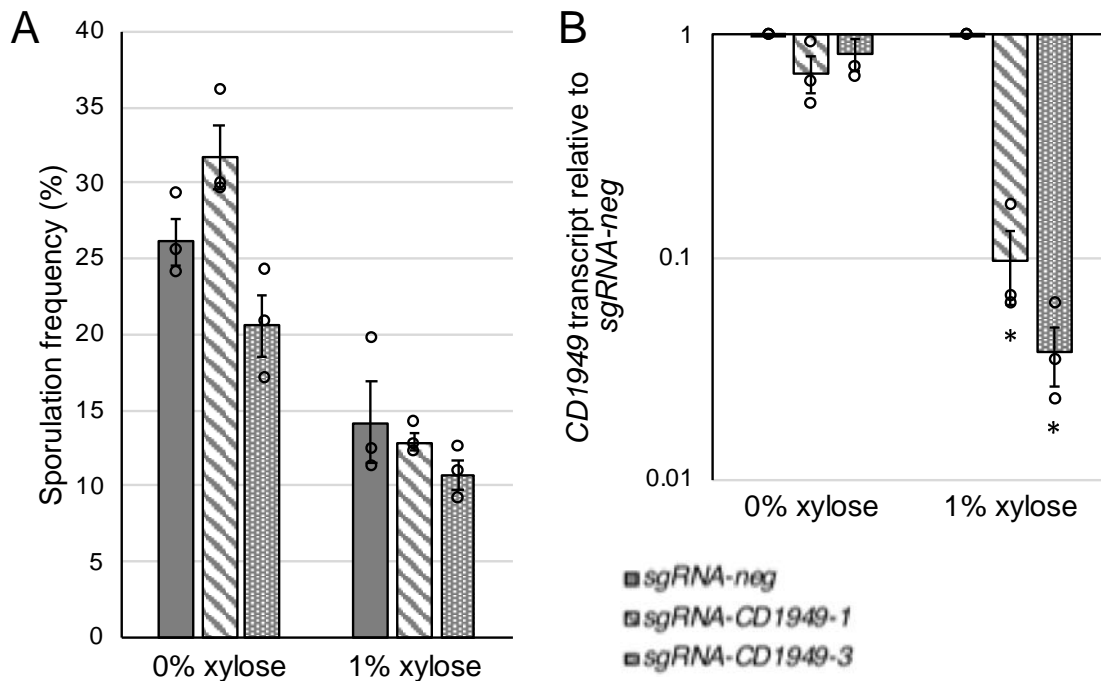 A
Sporulation frequency (%)
40
35
30
25
20
15
10
5
0
0% xylose 1% xylose
B
CD1949 transcript relative to
sgRNA-neg
1
0.1
0.01
* 
*
0% xylose 1% xylose
sgRNA-neg
sgRNA-CD1949-1
sgRNA-CD1949-3